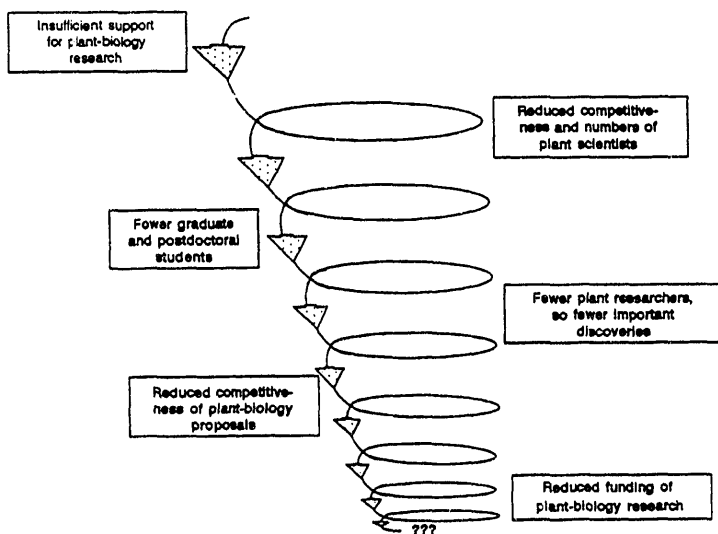 Insufficient support
for plant-biology
research
Reduced competitive-
ness and numbers of
plant scientists
Fewer graduate
and postdoctoral
students
Fewer plant researchers,
so fewer important
discoveries
Reduced competitive-
ness of plant-biology
proposals
Reduced funding of
plant-biology research
???